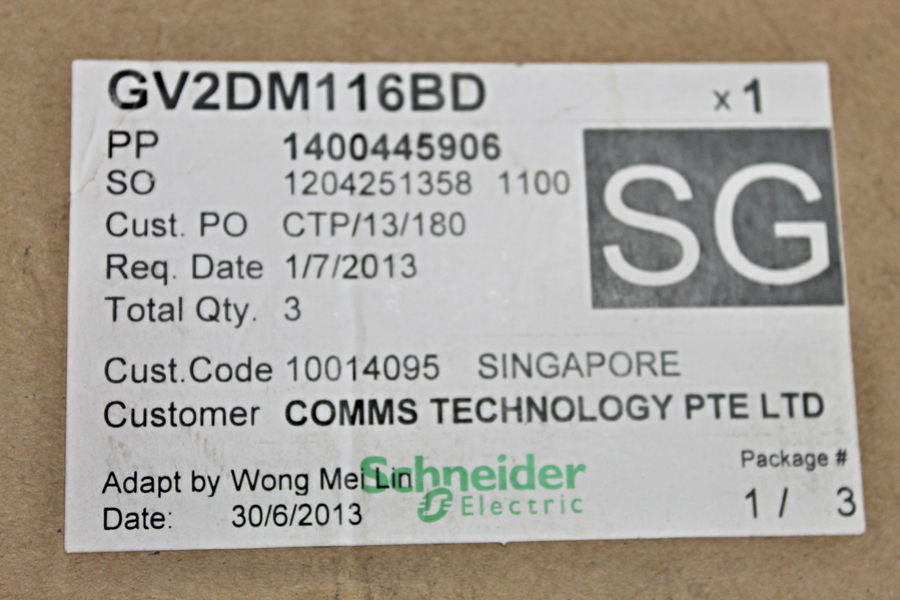 GV2DM116BD x 1
PP 1400445906
SO 1204251358 1100
SG
Cust. PO CTP/13/180
Req. Date 1/7/2013
Total Qty. 3
Cust.Code 10014095 SINGAPORE
Customer COMMS TECHNOLOGY PTE LTD
Adapt by Wong Mei Lin
Schneider
Electric
Date: 30/6/2013
Package #
1 / 3